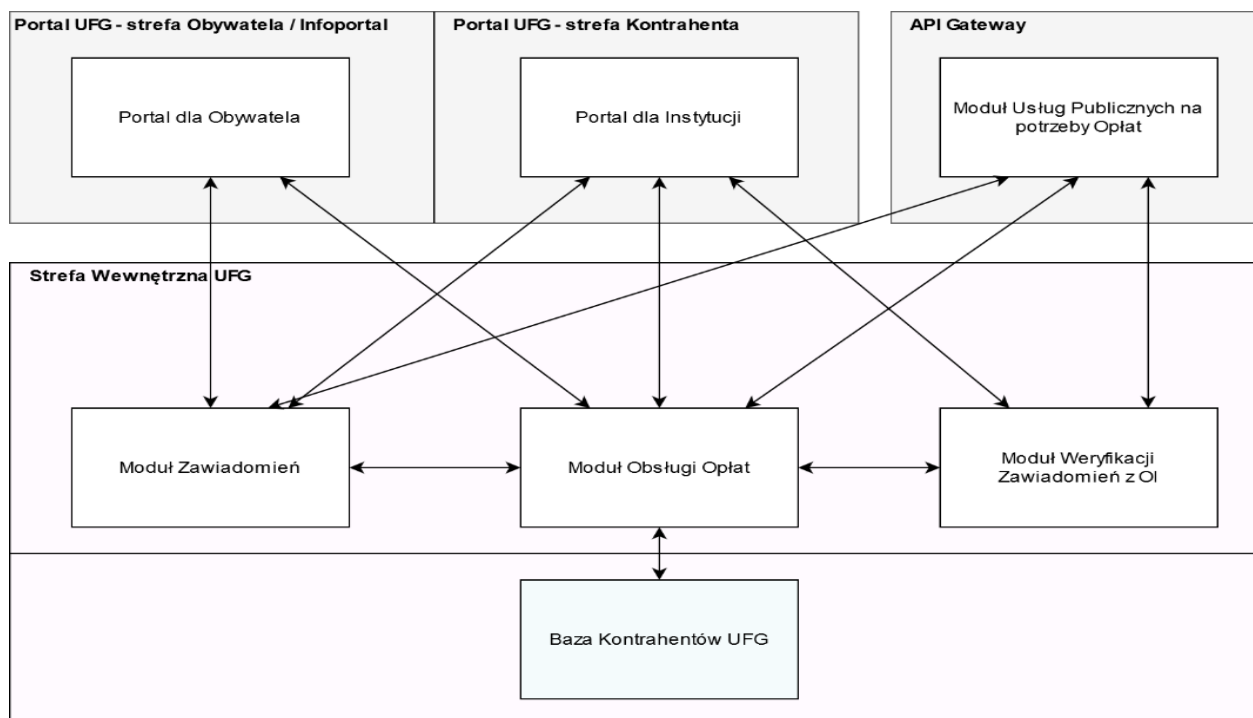 Portal UFG - strefa Obywatela / Infoportal
Portal UFG - strefa Kontrahenta
API Gateway
Portal dla Obywatela
Portal dla Instytucji
Moduł Usług Publicznych na
potrzeby Opłat
Strefa Wewnętrzna UFG
Moduł Zawiadomień
Moduł Obsługi Opłat
Moduł Weryfikacji
Zawiadomień z OI
Baza Kontrahentów UFG